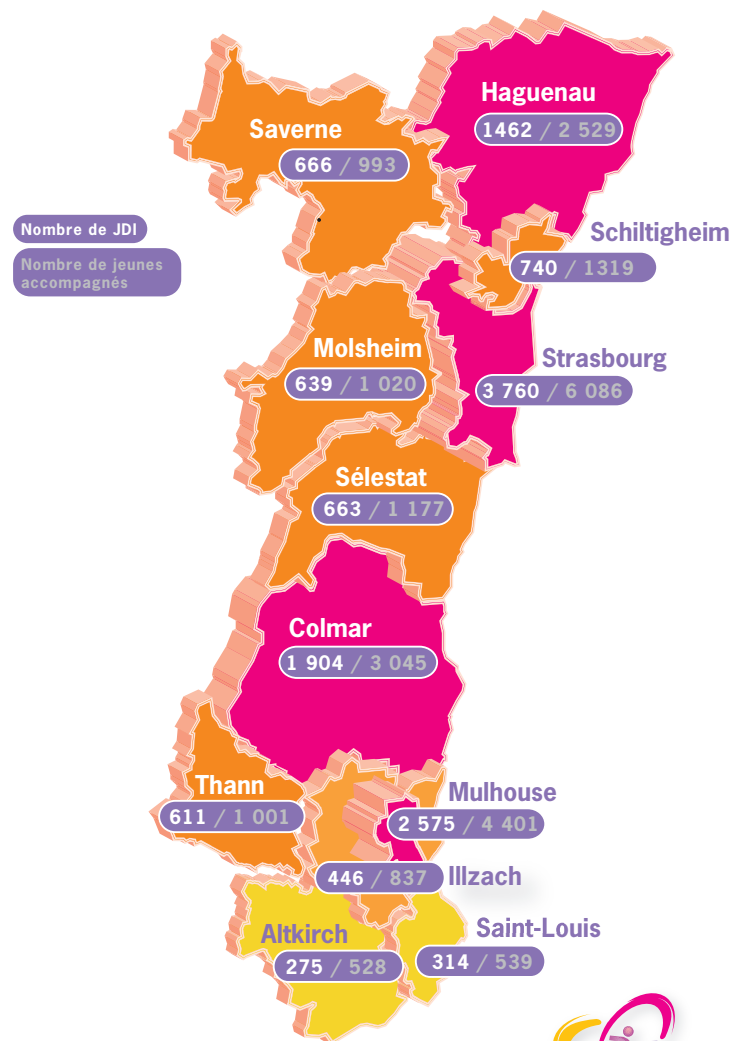 Haguenau
1462 / 2 529
Saverne
666 / 993
Nombre de JDI
Nombre de jeunes
accompagnés
Schiltigheim
740 / 1319
Molsheim
639 / 1 020
Strasbourg
3 760 / 6 086
Sélestat
663 / 1 177
Colmar
1 904 / 3 045
Thann
611 / 1 001
Mulhouse
2 575 / 4 401
446 / 837 Illzach
Altkirch
275 / 528
Saint-Louis
314 / 539